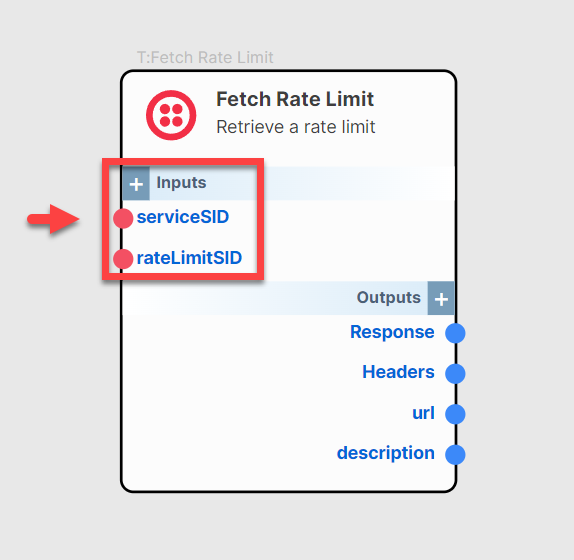 T:Fetch Rate Limit
Fetch Rate Limit
Retrieve a rate limit
+ Inputs
serviceSID
rateLimitSID
Outputs +
Response
Headers
url
description